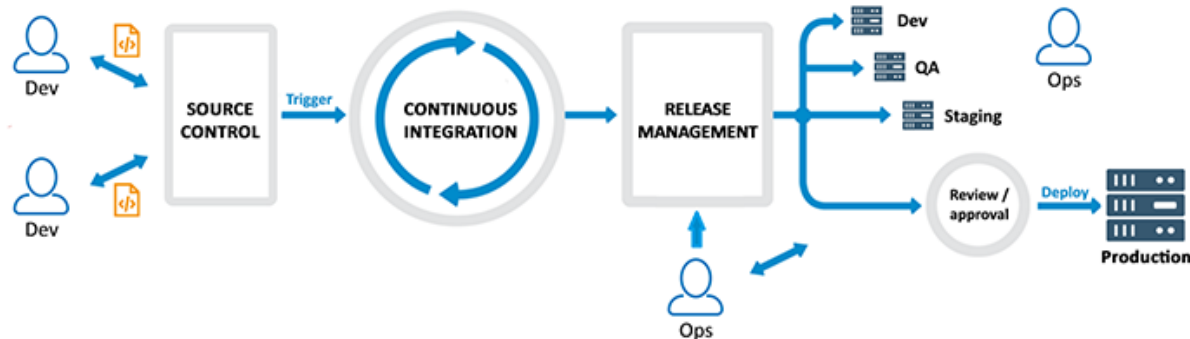 Dev
Dev
</>
</>
SOURCE
CONTROL
Trigger
CONTINUOUS
INTEGRATION
RELEASE
MANAGEMENT
Ops
Dev
QA
Staging
Ops
Review /
approval
Deploy
Production